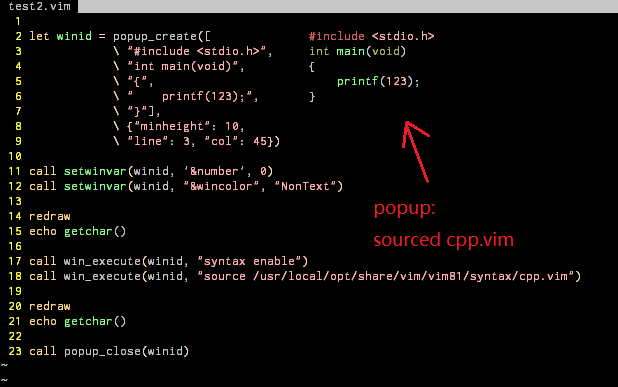 test2.vim
1
2 let winid = popup_create([ #include <stdio.h>
3 \ "#include <stdio.h>", int main(void)
4 \ "int main(void)", {
5 \ "{", printf(123);
6 \ "    printf(123);", }
7 \ "}"],
8 \ {"minheight": 10,
9 \ "line": 3, "col": 45})
10
11 call setwinvar(winid, '&number', 0)
12 call setwinvar(winid, "&wincolor", "NonText")
13
14 redraw
15 echo getchar()
16
17 call win_execute(winid, "syntax enable")
18 call win_execute(winid, "source /usr/local/opt/share/vim/vim81/syntax/cpp.vim")
19
20 redraw
21 echo getchar()
22
23 call popup_close(winid)
~
~
popup:
sourced cpp.vim